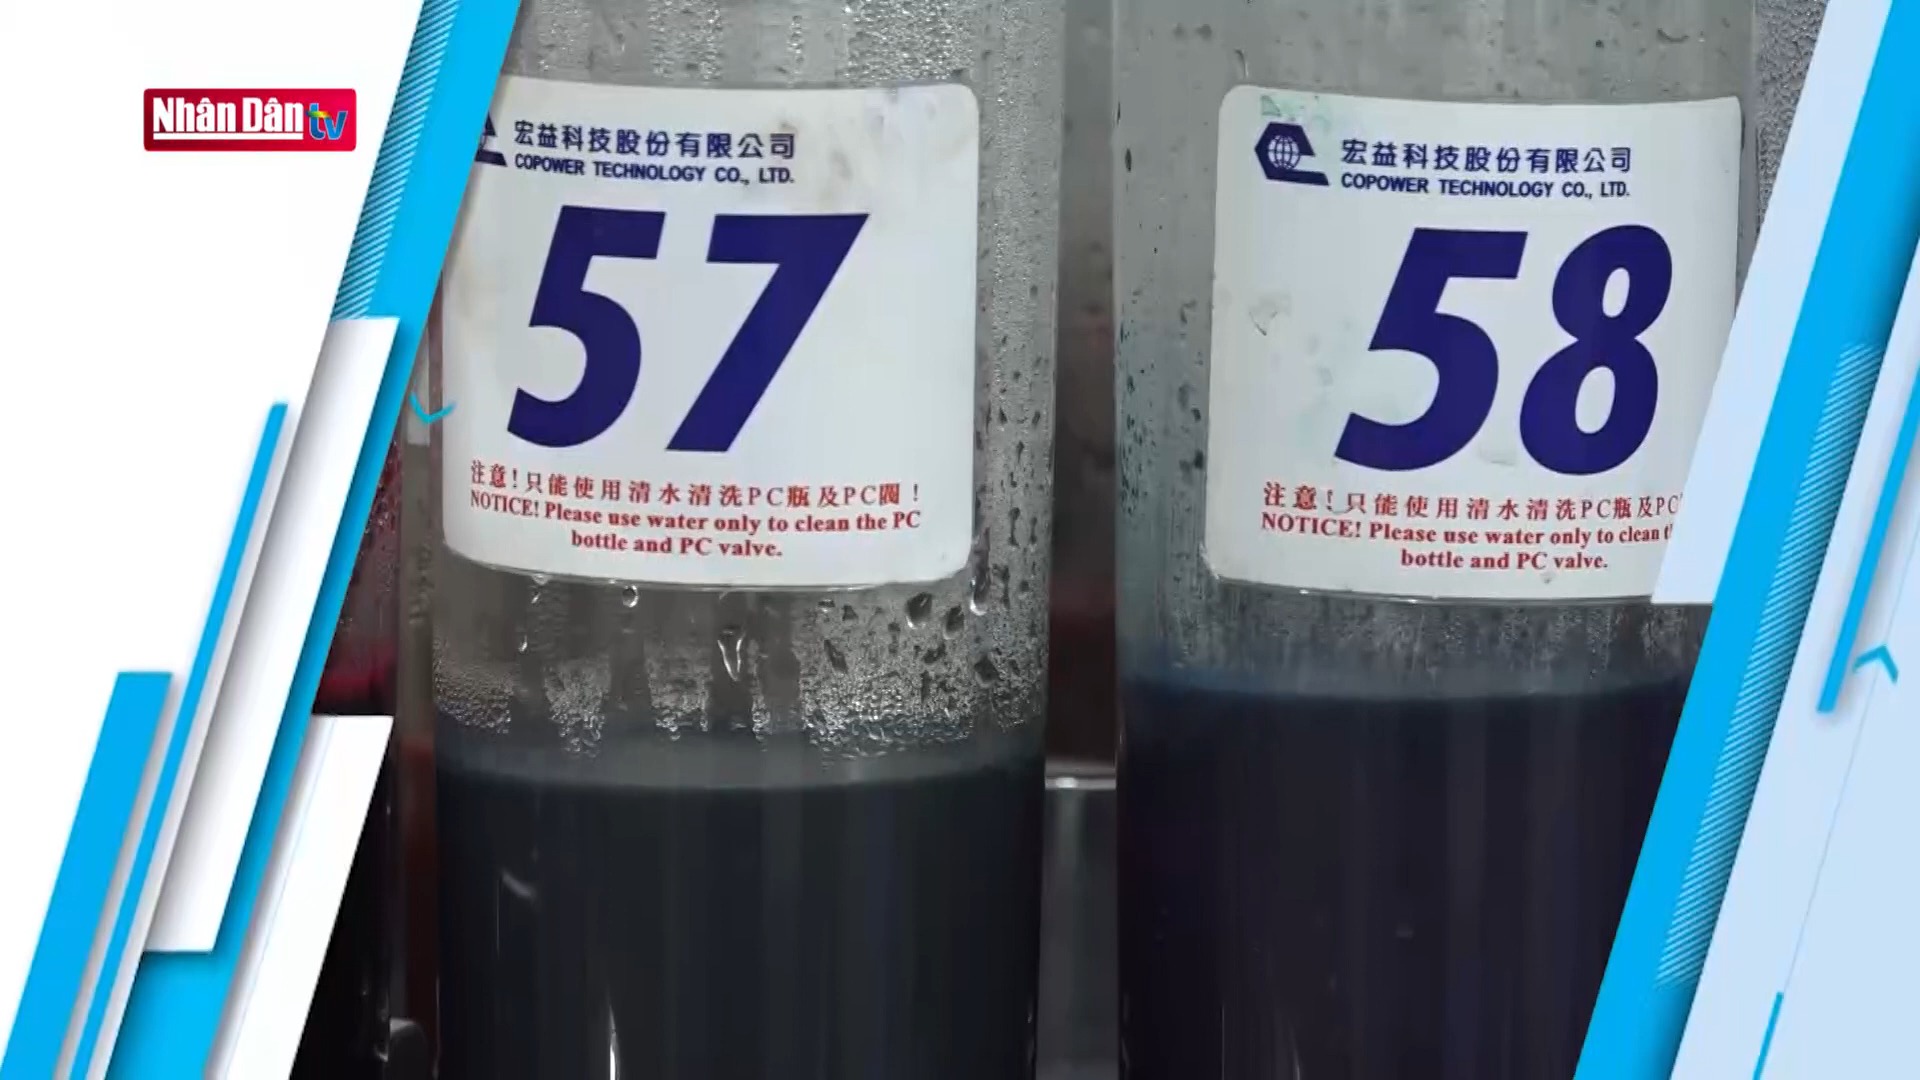 Nhân Dân tv
宏益科技股份有限公司
COPOWER TECHNOLOGY CO., LTD.
57
注意！只能使用清水清洗PC瓶及PC閥！
NOTICE! Please use water only to clean the PC
bottle and PC valve.
宏益科技股份有限公司
COPOWER TECHNOLOGY CO., LTD.
58
注意！只能使用清水清洗PC瓶及PC
NOTICE! Please use water only to clean
bottle and PC valve.